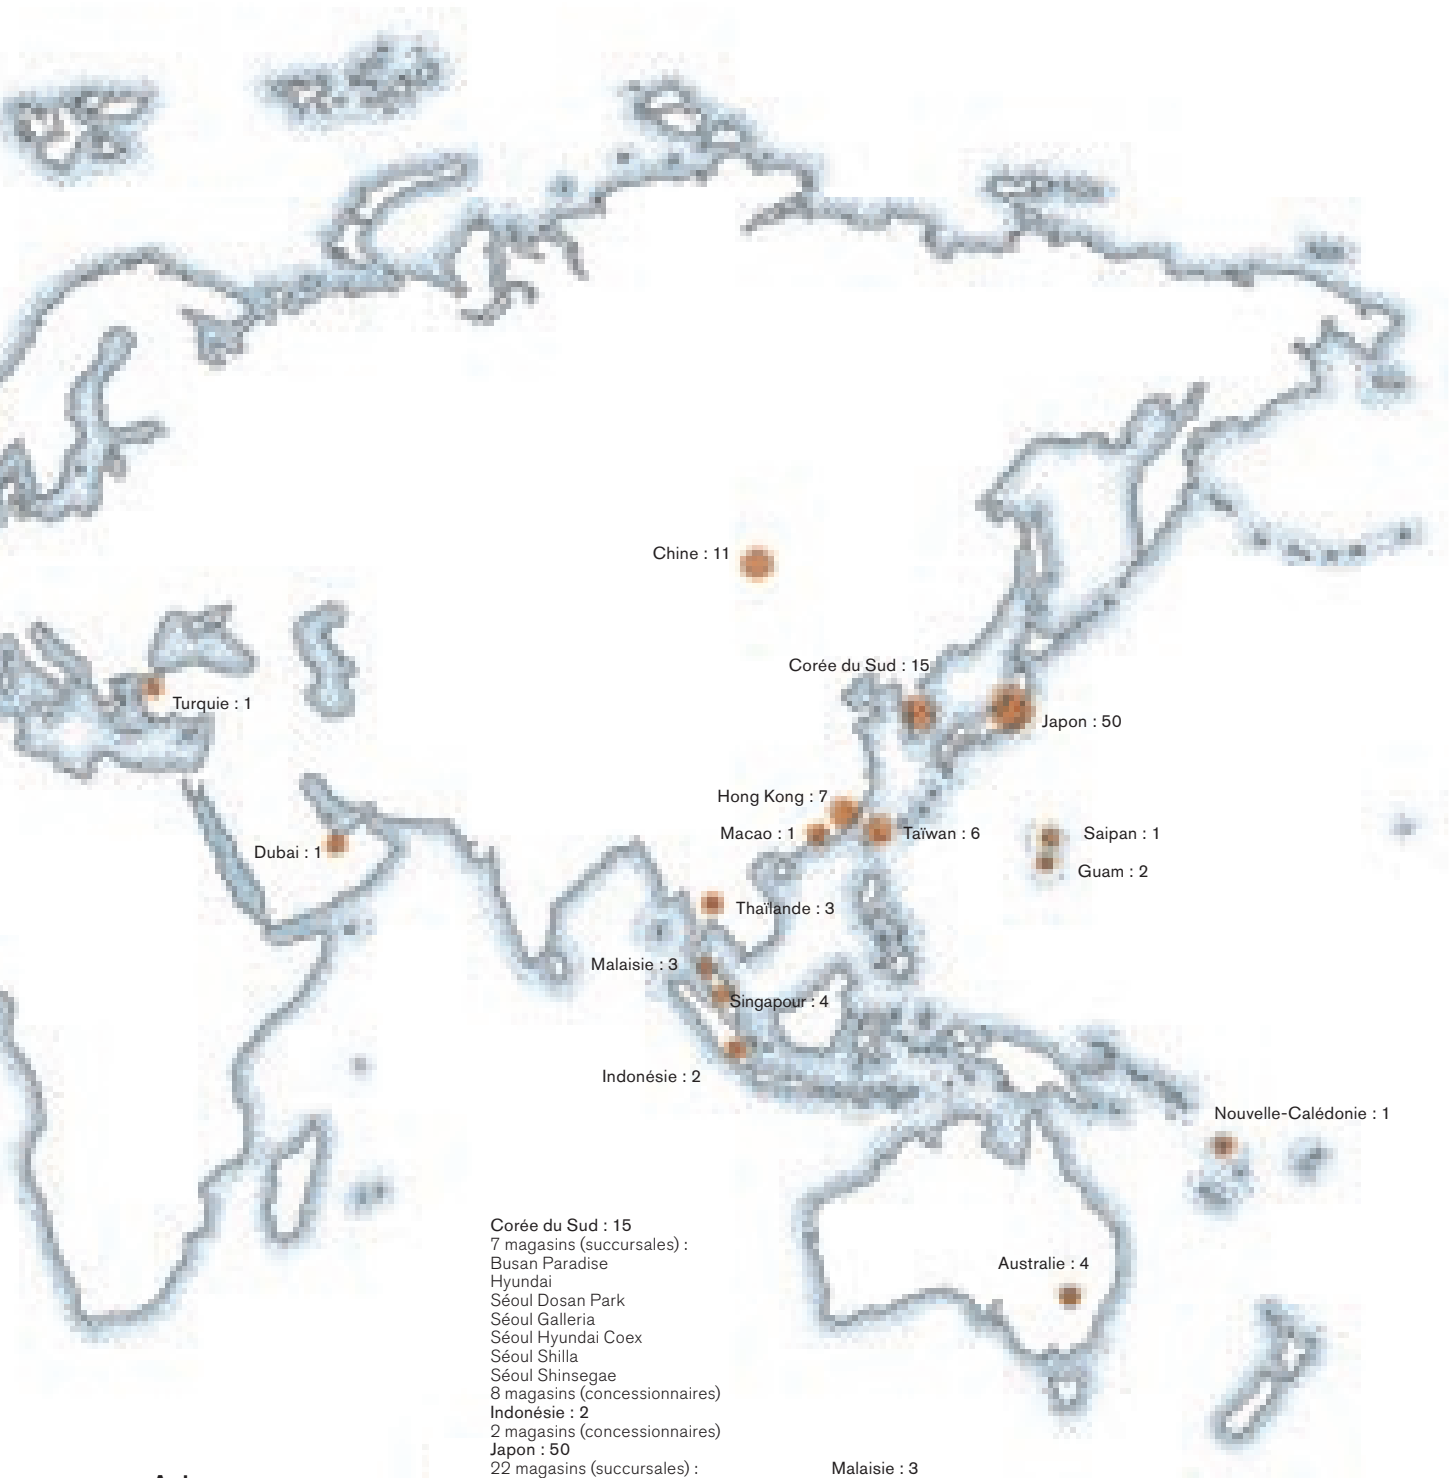 Chine : 11
Corée du Sud : 15
Turquie : 1
Japon : 50
Hong Kong : 7
Macao : 1
Taïwan : 6
Saipan : 1
Dubai : 1
Guam : 2
Thaïlande : 3
Malaisie : 3
Singapour : 4
Indonésie : 2
Nouvelle-Calédonie : 1
Australie : 4
Corée du Sud : 15
7 magasins (succursales) :
Busan Paradise
Hyundai
Séoul Dosan Park
Séoul Galleria
Séoul Hyundai Coex
Séoul Shilla
Séoul Shinsegae
8 magasins (concessionnaires)
Indonésie : 2
2 magasins (concessionnaires)
Japon : 50
22 magasins (succursales) :
Malaisie : 3